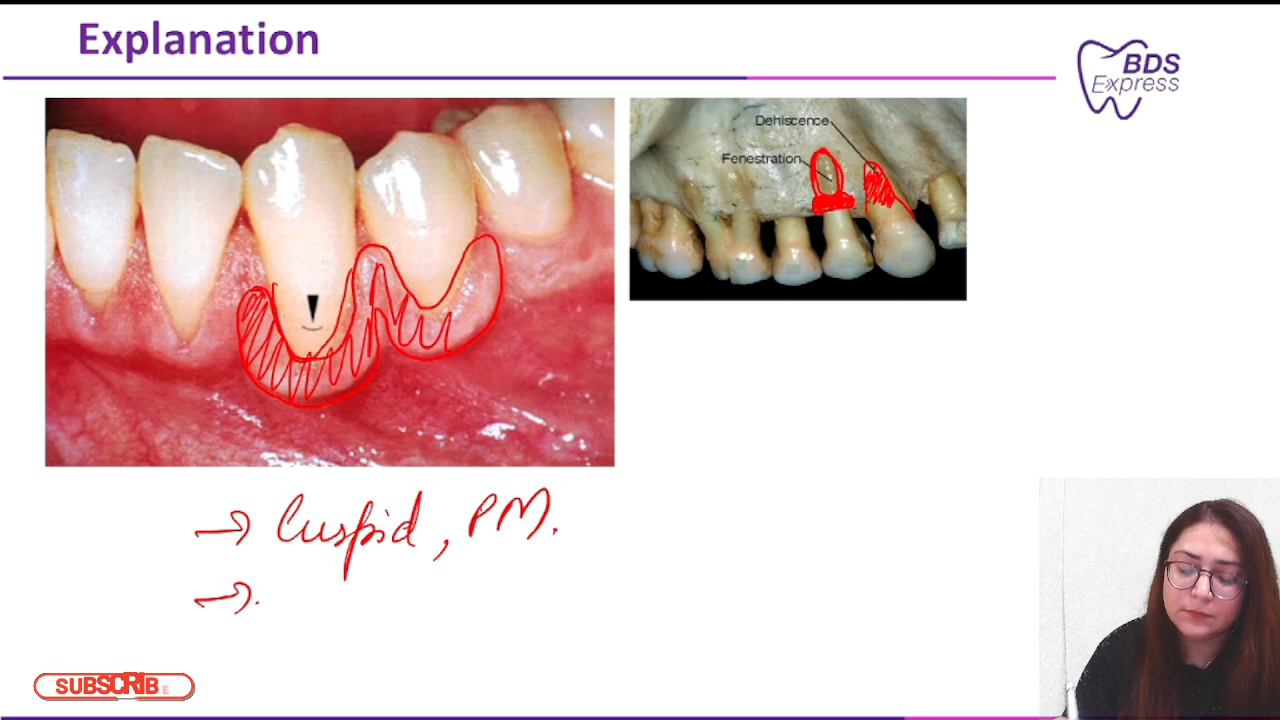 Explanation
BDS
Express
Dehiscence
Fenestration
→ Cuspid, PM.
→.
SUBSCRIBE